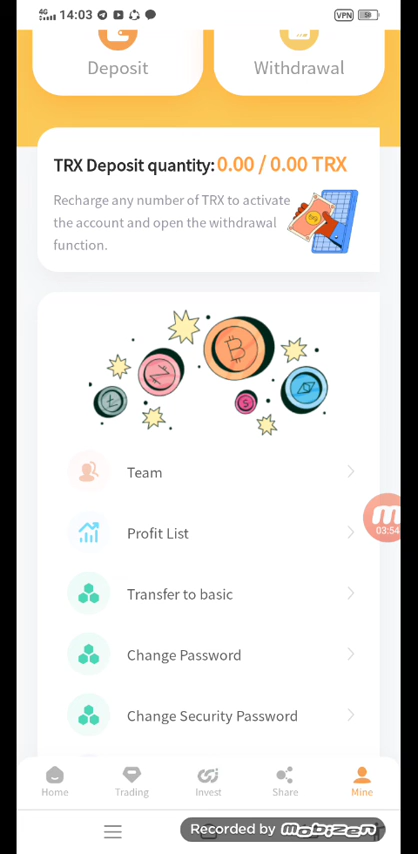 4G 14:03 VPN
Deposit Withdrawal
TRX Deposit quantity: 0.00 / 0.00 TRX
Recharge any number of TRX to activate
the account and open the withdrawal
function.
Team
03:54
Profit List
Transfer to basic
Change Password
Change Security Password
Home Trading Invest Share Mine
Recorded by mobizen